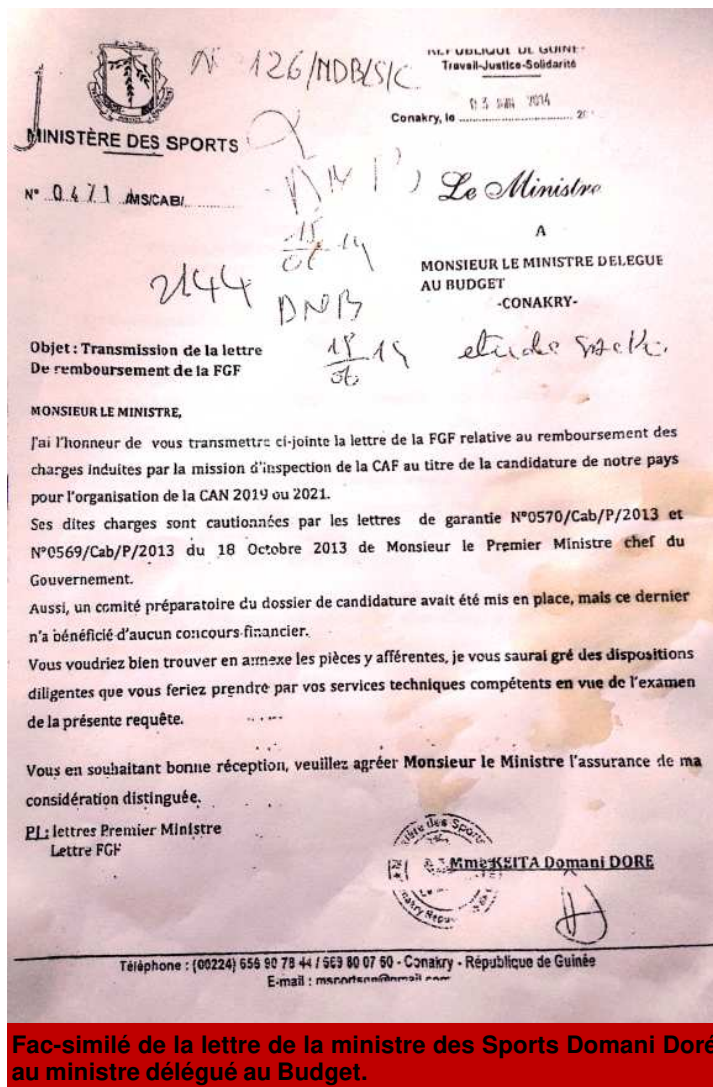 N° 126/MDB/S/C
REPUBLIQUE DE GUINEE
Travail-Justice-Solidarité
03 2014
Conakry, le
MINISTÈRE DES SPORTS
N° 0471 /MS/CAB/
Le Ministre
A
MONSIEUR LE MINISTRE DELEGUE
AU BUDGET
-CONAKRY-
2144
DNB
Objet : Transmission de la lettre
De remboursement de la FGF
MONSIEUR LE MINISTRE,
J'ai l'honneur de vous transmettre ci-jointe la lettre de la FGF relative au remboursement des
charges induites par la mission d'inspection de la CAF au titre de la candidature de notre pays
pour l'organisation de la CAN 2019 ou 2021.
Ses dites charges sont cautionnées par les lettres de garantie N°0570/Cab/P/2013 et
N°0569/Cab/P/2013 du 18 Octobre 2013 de Monsieur le Premier Ministre chef du
Gouvernement.
Aussi, un comité préparatoire du dossier de candidature avait été mis en place, mais ce dernier
n'a bénéficié d'aucun concours financier.
Vous voudriez bien trouver en annexe les pièces y afférentes, je vous saurai gré des dispositions
diligentes que vous feriez prendre par vos services techniques compétents en vue de l'examen
de la présente requête.
Vous en souhaitant bonne réception, veuillez agréer Monsieur le Ministre l'assurance de ma
considération distinguée.
PJ : lettres Premier Ministre
Lettre FGF
Mme KEITA Domani DORE
Téléphone : (00224) 656 90 78 44 / 669 80 07 60 - Conakry - République de Guinée
E-mail :
Fac-similé de la lettre de la ministre des Sports Domani Doré
au ministre délégué au Budget.